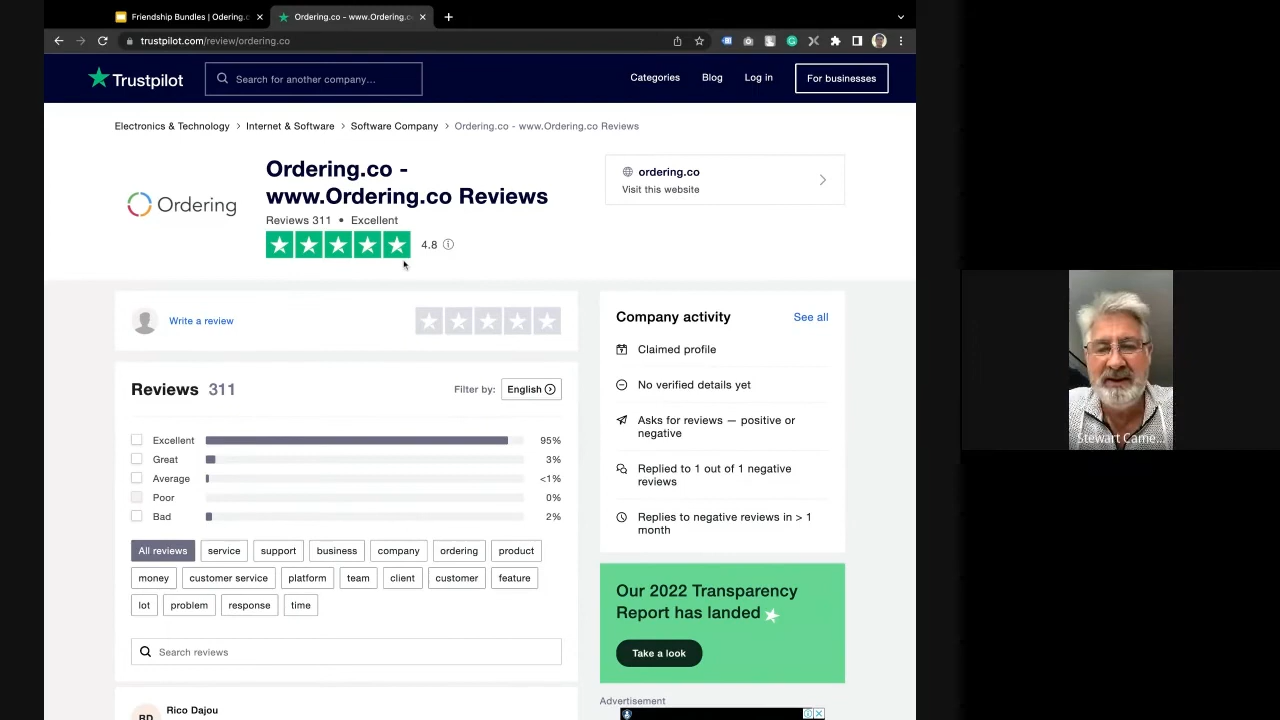 Friendship Bundles | Odering.c
Ordering.co - www.Ordering.co
trustpilot.com/review/ordering.co
Trustpilot
Search for another company...
Categories
Blog
Log in
For businesses
Electronics & Technology > Internet & Software > Software Company > Ordering.co - www.Ordering.co Reviews
Ordering
Ordering.co -
www.Ordering.co Reviews
Reviews 311 • Excellent
4.8
ordering.co
Visit this website
Write a review
Reviews 311
Filter by: English
Excellent 95%
Great 3%
Average <1%
Poor 0%
Bad 2%
All reviews service support business company ordering product
money customer service platform team client customer feature
lot problem response time
Search reviews
RD
Rico Dajou
Company activity
See all
Claimed profile
No verified details yet
Asks for reviews — positive or
negative
Replied to 1 out of 1 negative
reviews
Replies to negative reviews in > 1
month
Our 2022 Transparency
Report has landed
Take a look
Advertisement
Stewart Came...